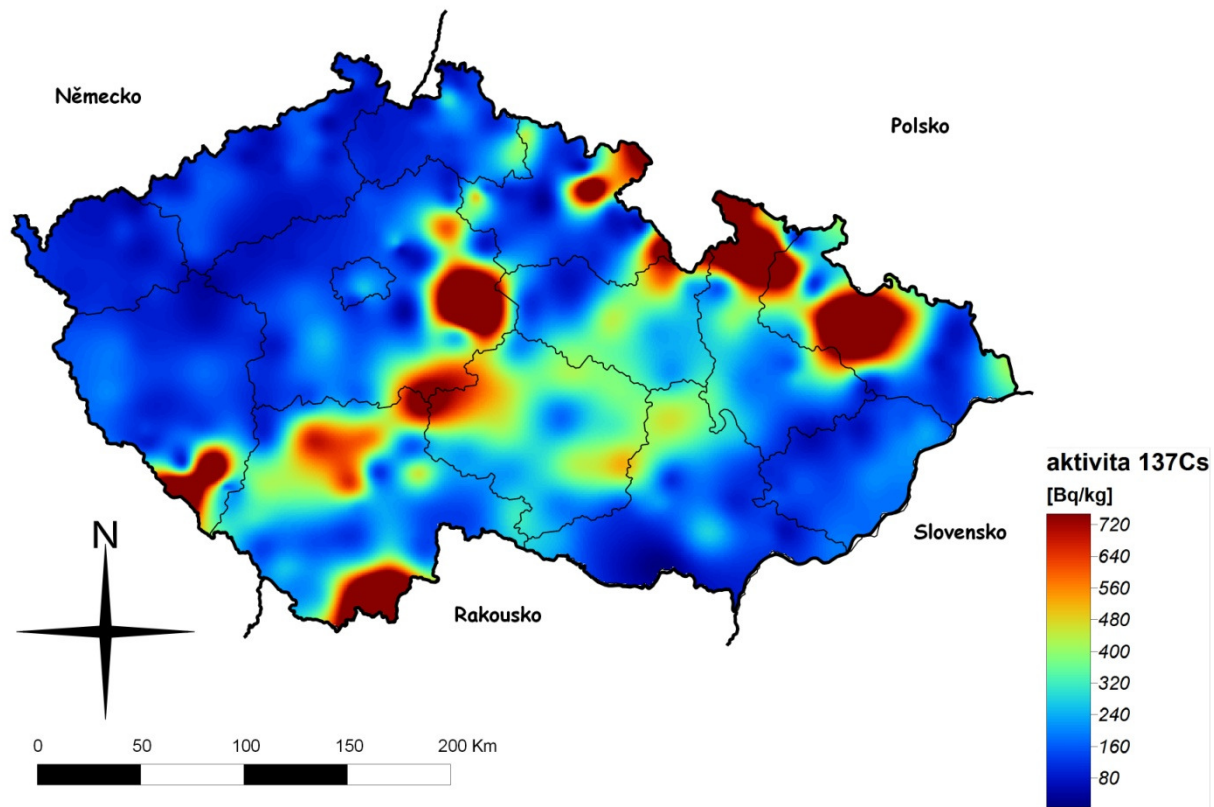 Německo
Polsko
Slovensko
Rakousko
N
0 50 100 150 200 Km
aktivita 137Cs
[Bq/kg]
720
640
560
480
400
320
240
160
80